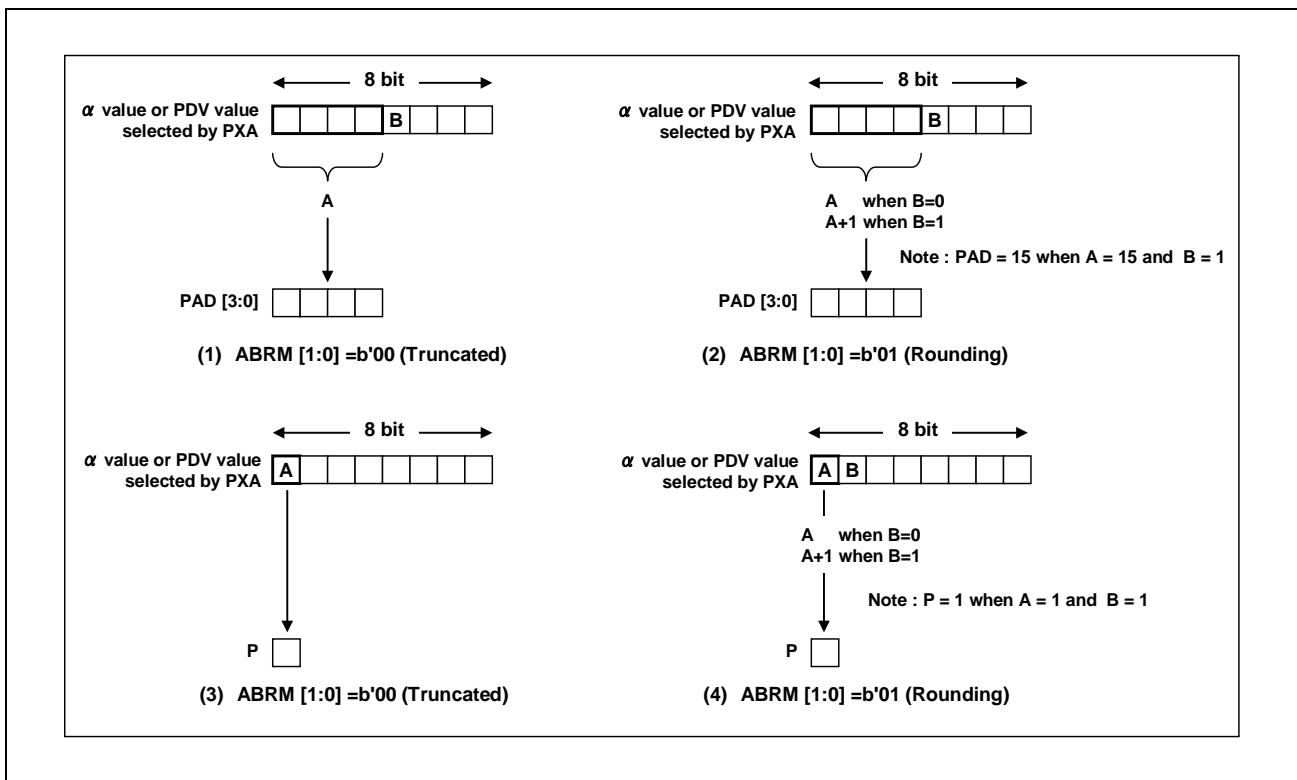 8 bit
α value or PDV value
selected by PXA
B
A
PAD [3:0]
(1) ABRM [1:0] =b'00 (Truncated)
8 bit
α value or PDV value
selected by PXA
B
A when B=0
A+1 when B=1
Note : PAD = 15 when A = 15 and B = 1
(2) ABRM [1:0] =b'01 (Rounding)
8 bit
α value or PDV value
selected by PXA
A
P
(3) ABRM [1:0] =b'00 (Truncated)
8 bit
α value or PDV value
selected by PXA
A B
A when B=0
A+1 when B=1
Note : P = 1 when A = 1 and B = 1
P
(4) ABRM [1:0] =b'01 (Rounding)